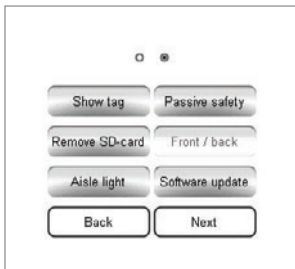 Show tag Passive safety
Remove SD-card Front / back
Aisle light Software update
Back Next